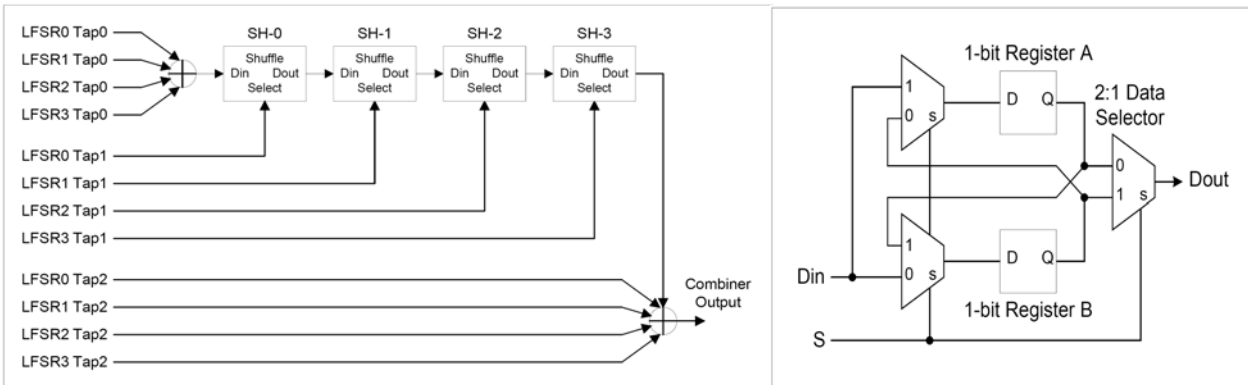 LFSR0 Tap0
LFSR1 Tap0
LFSR2 Tap0
LFSR3 Tap0
SH-0
Shuffle
Din Dout
Select
SH-1
Shuffle
Din Dout
Select
SH-2
Shuffle
Din Dout
Select
SH-3
Shuffle
Din Dout
Select
LFSR0 Tap1
LFSR1 Tap1
LFSR2 Tap1
LFSR3 Tap1
LFSR0 Tap2
LFSR1 Tap2
LFSR2 Tap2
LFSR3 Tap2
Combiner
Output
1-bit Register A
1
0
s
D Q
2:1 Data
Selector
0
1
s
Dout
1
0
s
D Q
1-bit Register B
Din
S